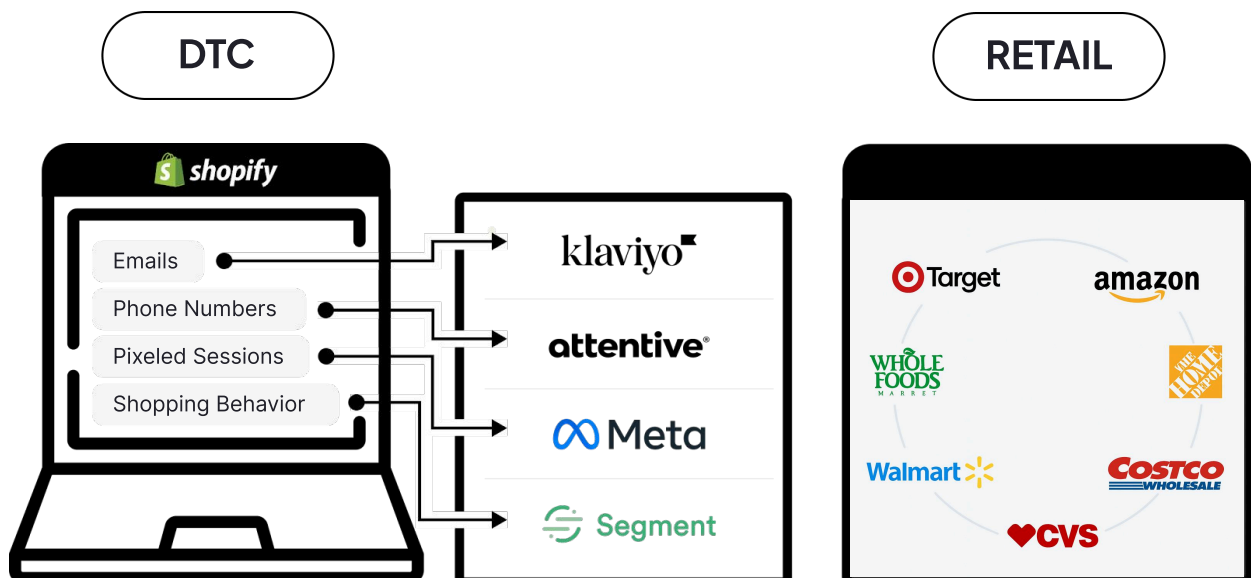 DTC
RETAIL
shopify
Emails
Phone Numbers
Pixeled Sessions
Shopping Behavior
klaviyo
attentive®
Meta
Segment
Target
amazon
WHOLE
FOODS
MARKET
THE
HOME
DEPOT
Walmart
COSTCO
WHOLESALE
CVS